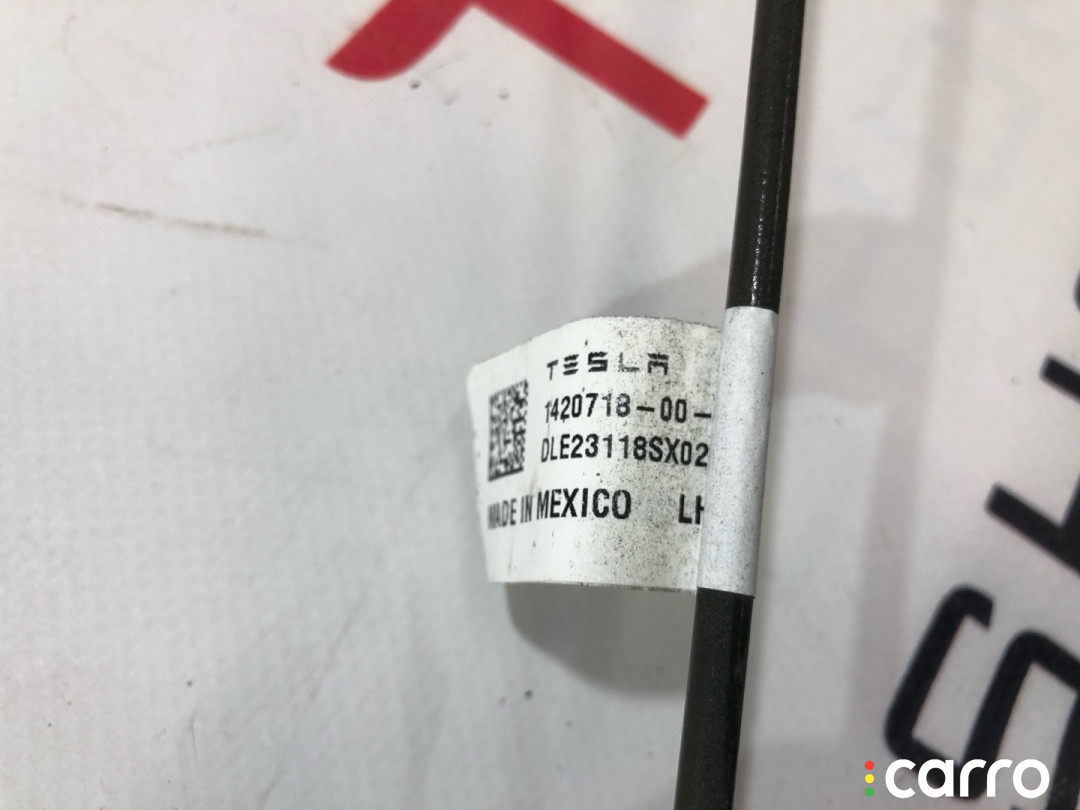 TESLA
1420718-00-
DLE23118SX02
MADE IN MEXICO LH
carro